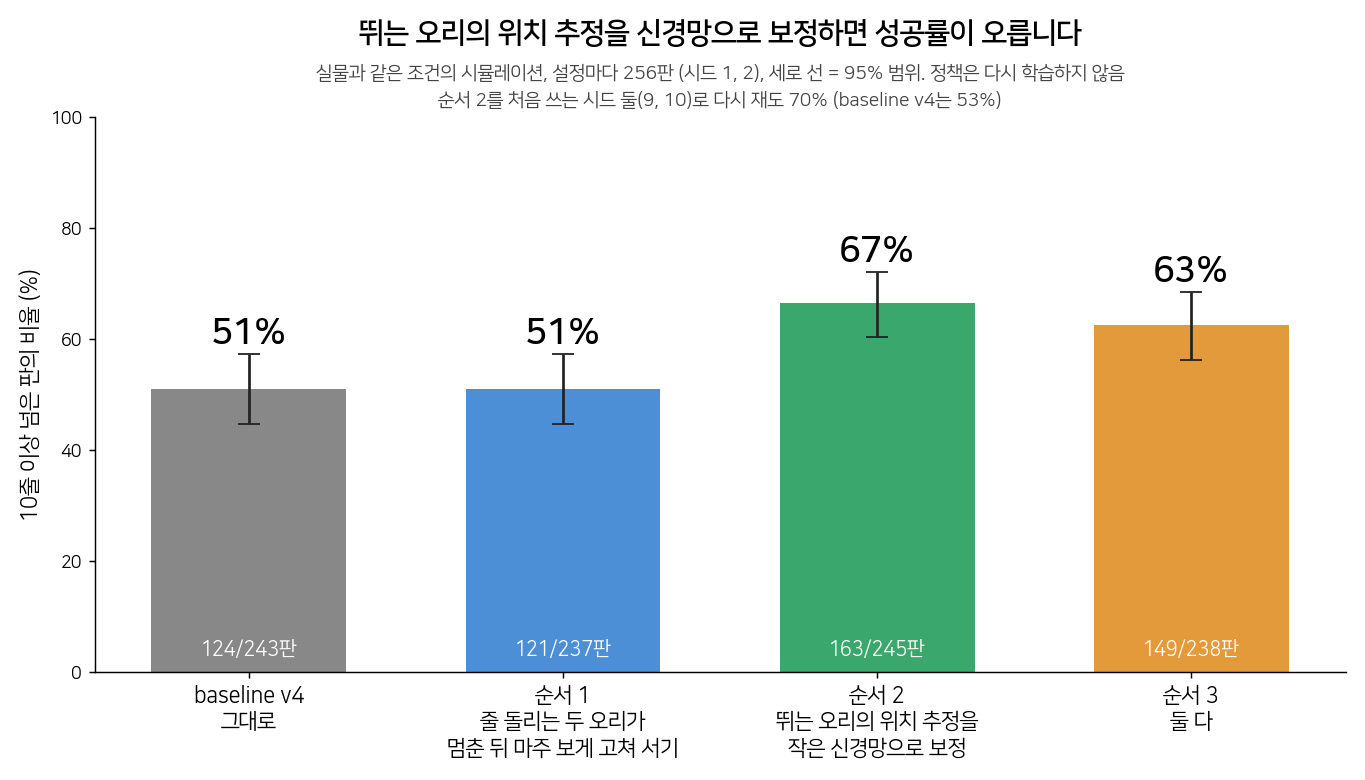 뛰는 오리의 위치 추정을 신경망으로 보정하면 성공률이 오릅니다
실물과 같은 조건의 시뮬레이션, 설정마다 256판 (시드 1, 2), 세로 선 = 95% 범위. 정책은 다시 학습하지 않음
순서 2를 처음 쓰는 시드 둘(9, 10)로 다시 재도 70% (baseline v4는 53%)
10줄 이상 넘은 판의 비율 (%)
100
80
60
40
20
0
51%
51%
67%
63%
124/243판
121/237판
163/245판
149/238판
baseline v4
그대로
순서 1
줄 돌리는 두 오리가
멈춘 뒤 마주 보게 고쳐 서기
순서 2
뛰는 오리의 위치 추정을
작은 신경망으로 보정
순서 3
둘 다